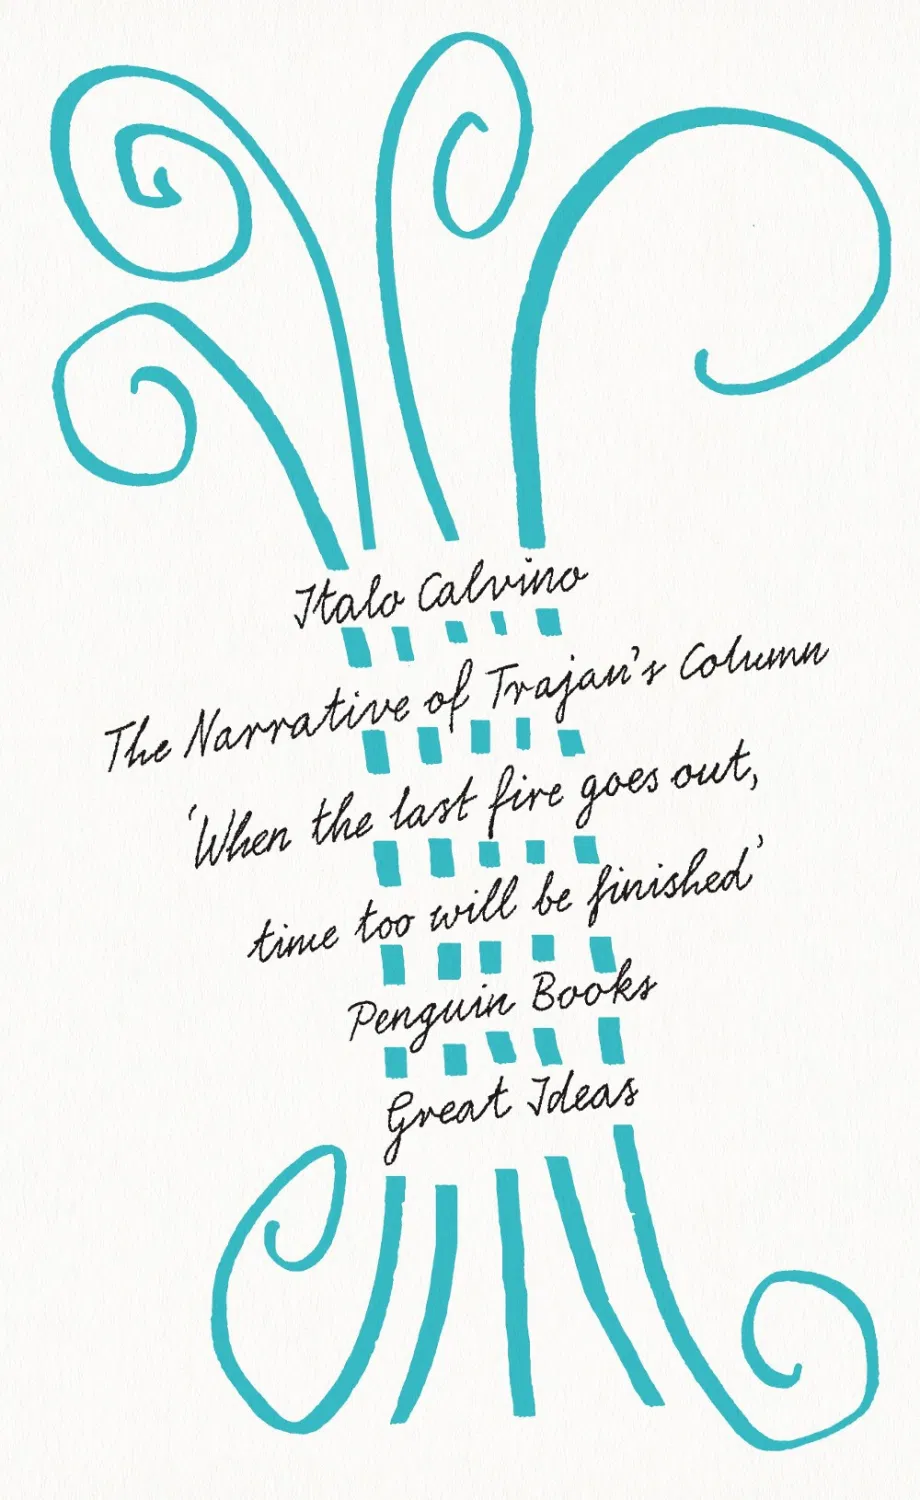 Italo Calvino
The Narrative of Trajan's Column
'When the last fire goes out,
time too will be finished'
Penguin Books
Great Ideas